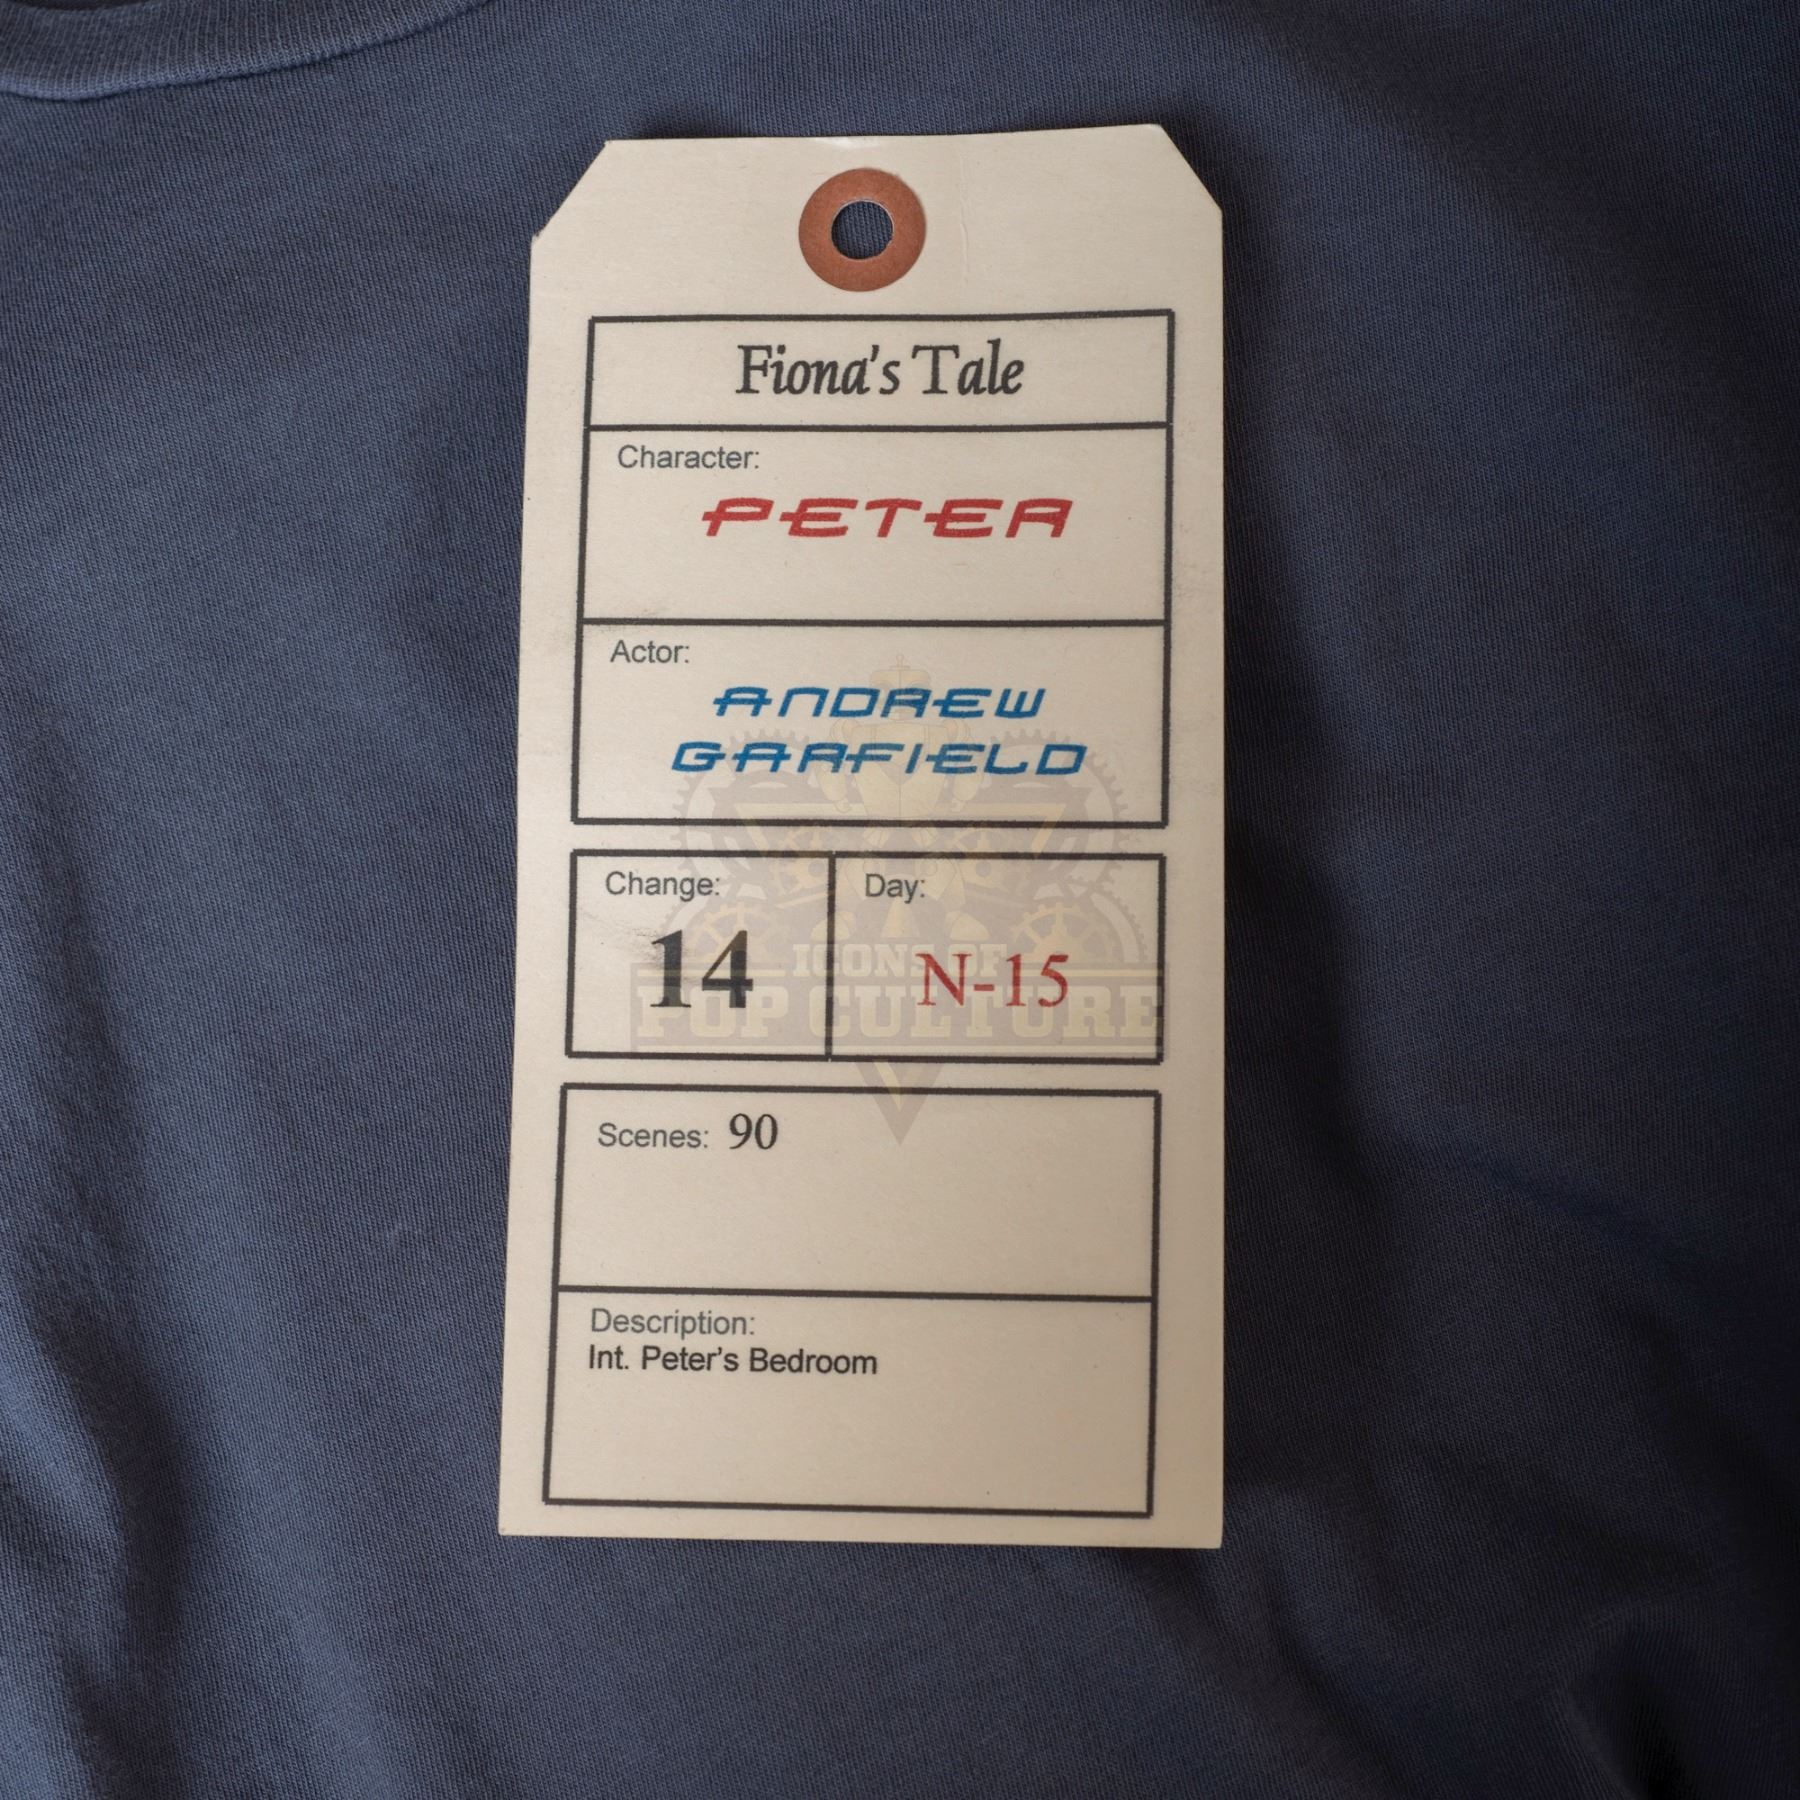 Fiona's Tale
Character:
PETER
Actor:
ANDREW
GARFIELD
Change:
14
Day:
N-15
ICONS OF
POP CULTURE
Scenes: 90
Description:
Int. Peter's Bedroom